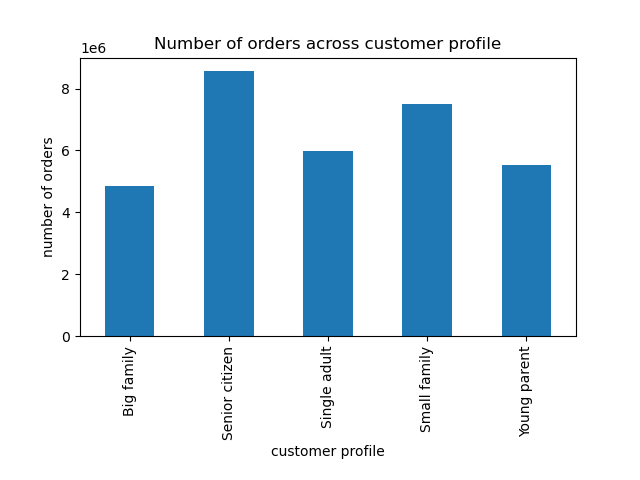 Number of orders across customer profile
1e6
number of orders
8
6
4
2
0
Big family
Senior citizen
Single adult
Small family
Young parent
customer profile